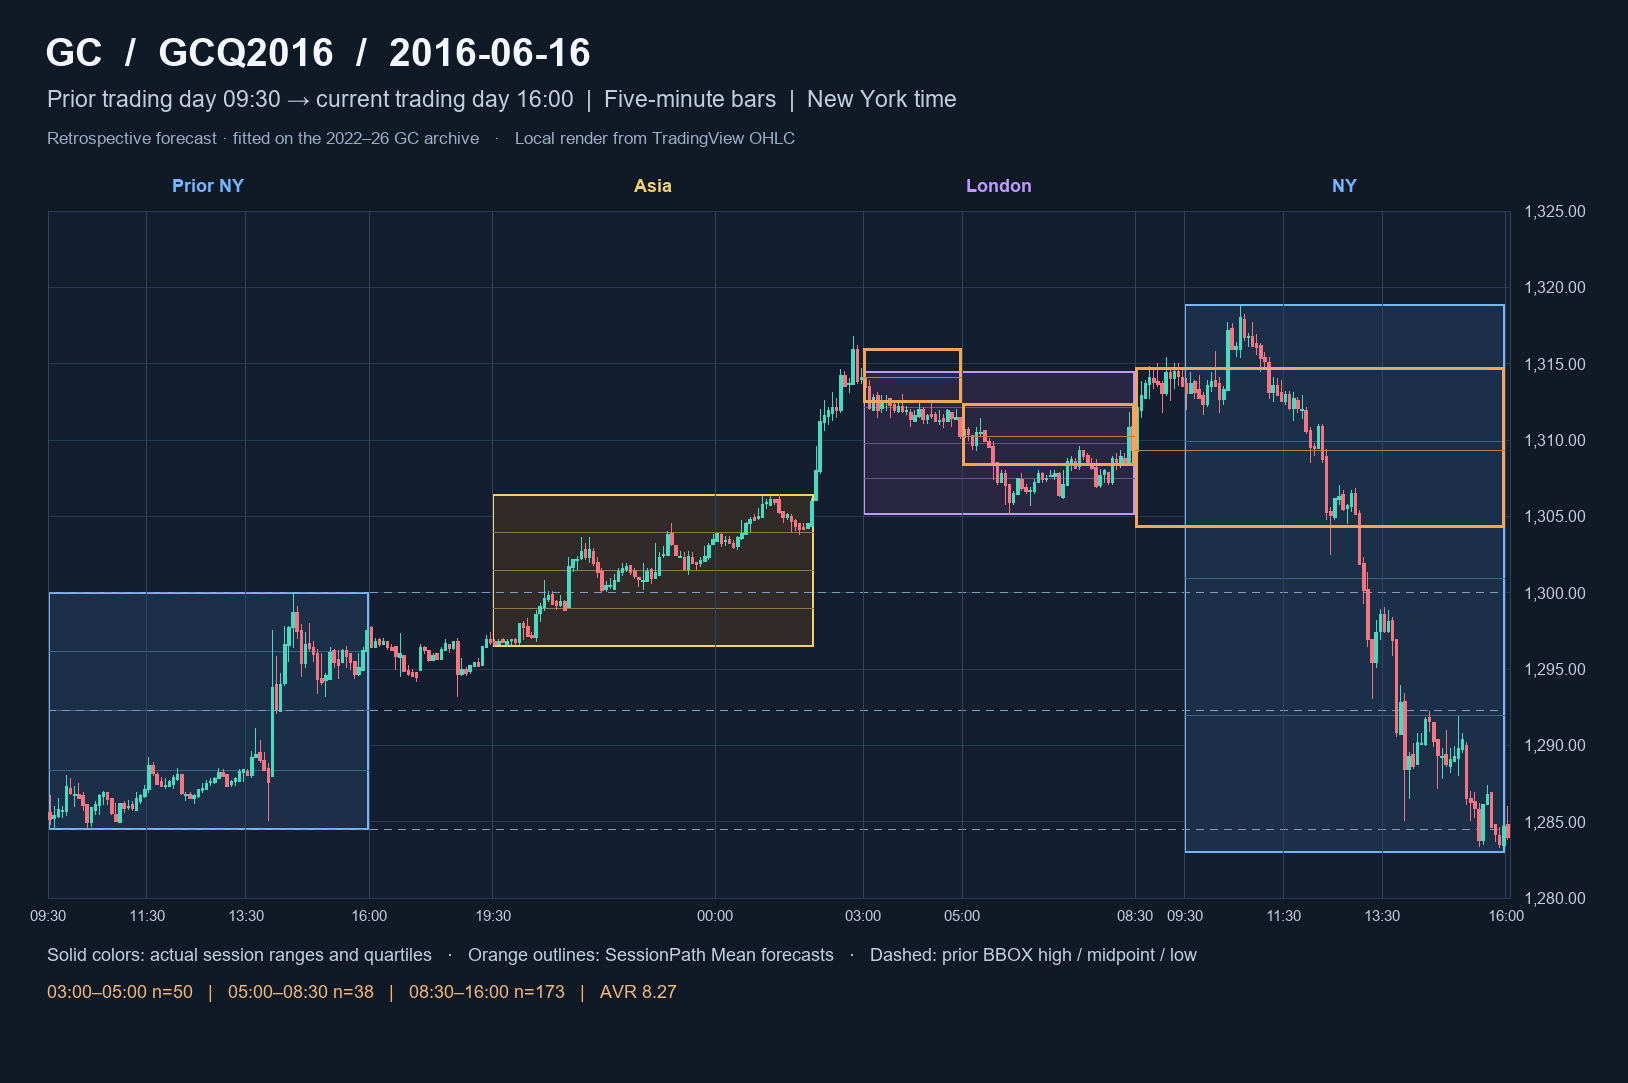 GC / GCQ2016 / 2016-06-16
Prior trading day 09:30 → current trading day 16:00 | Five-minute bars | New York time
Retrospective forecast · fitted on the 2022–26 GC archive · Local render from TradingView OHLC
Prior NY Asia London NY
1,325.00
1,320.00
1,315.00
1,310.00
1,305.00
1,300.00
1,295.00
1,290.00
1,285.00
1,280.00
09:30 11:30 13:30 16:00 19:30 00:00 03:00 05:00 08:30 09:30 11:30 13:30 16:00
Solid colors: actual session ranges and quartiles · Orange outlines: SessionPath Mean forecasts · Dashed: prior BBOX high / midpoint / low
03:00–05:00 n=50 | 05:00–08:30 n=38 | 08:30–16:00 n=173 | AVR 8.27